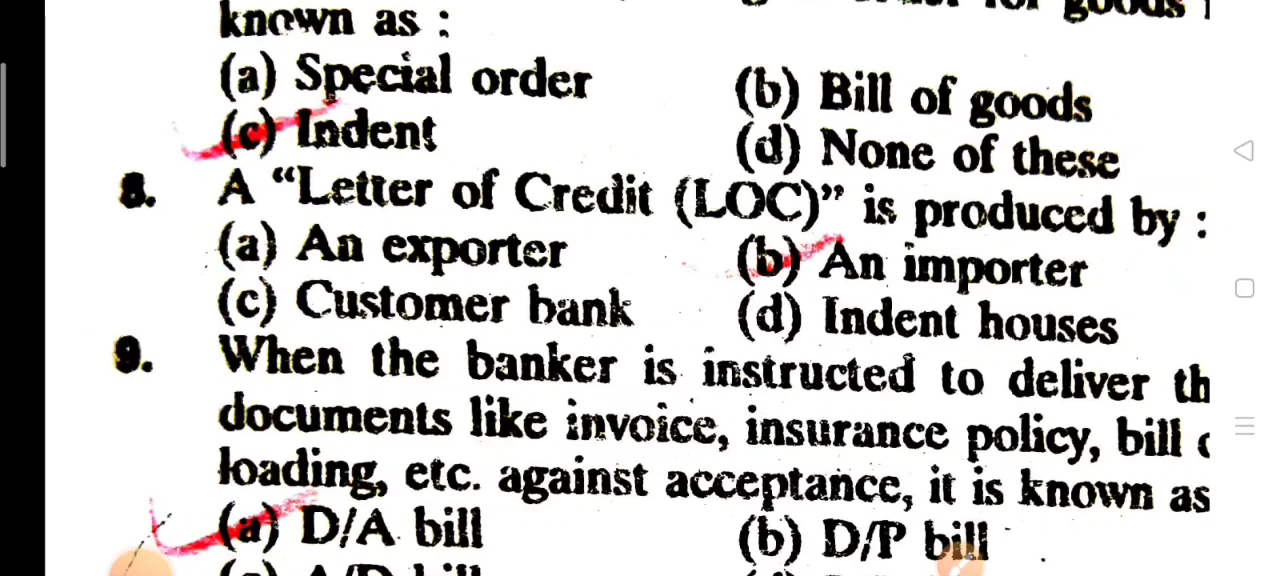 known as :
(a) Special order (b) Bill of goods
(c) Indent (d) None of these
8. A “Letter of Credit (LOC)” is produced by :
(a) An exporter (b) An importer
(c) Customer bank (d) Indent houses
9. When the banker is instructed to deliver th
documents like invoice, insurance policy, bill
loading, etc. against acceptance, it is known as
(a) D/A bill (b) D/P bill